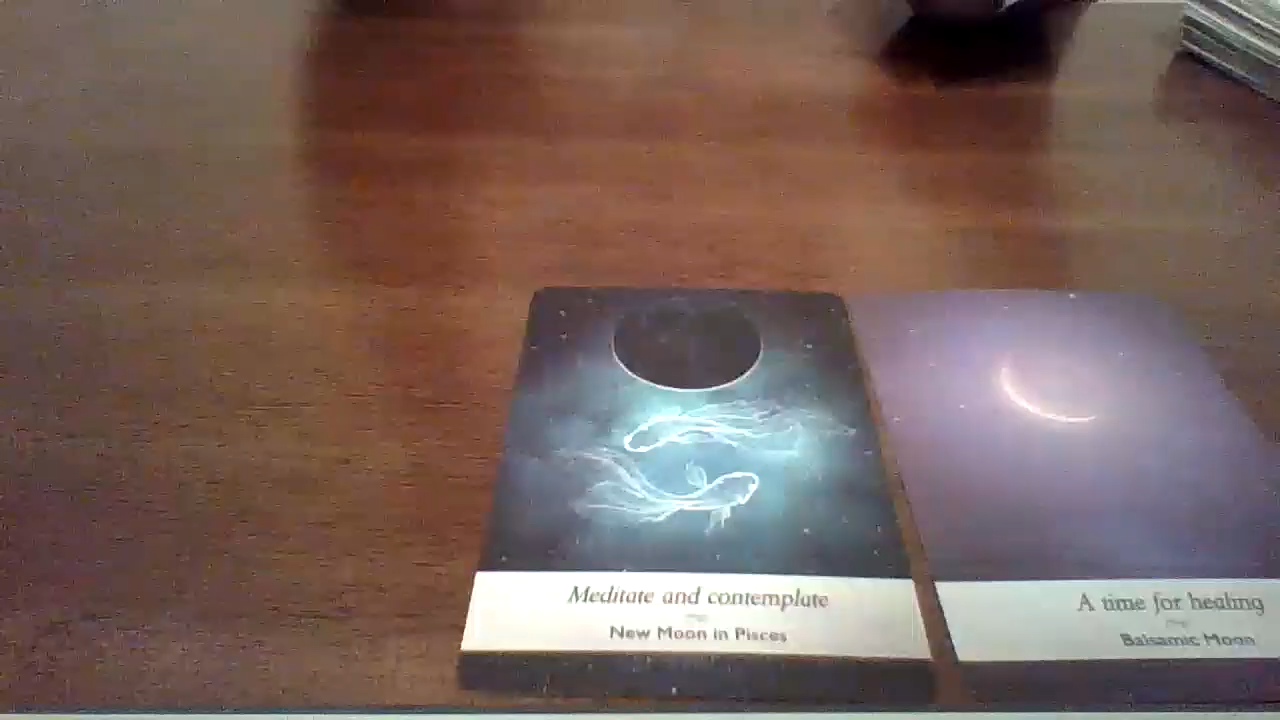 Meditate and contemplate
New Moon in Pisces
A time for healing
Balsamic Moon